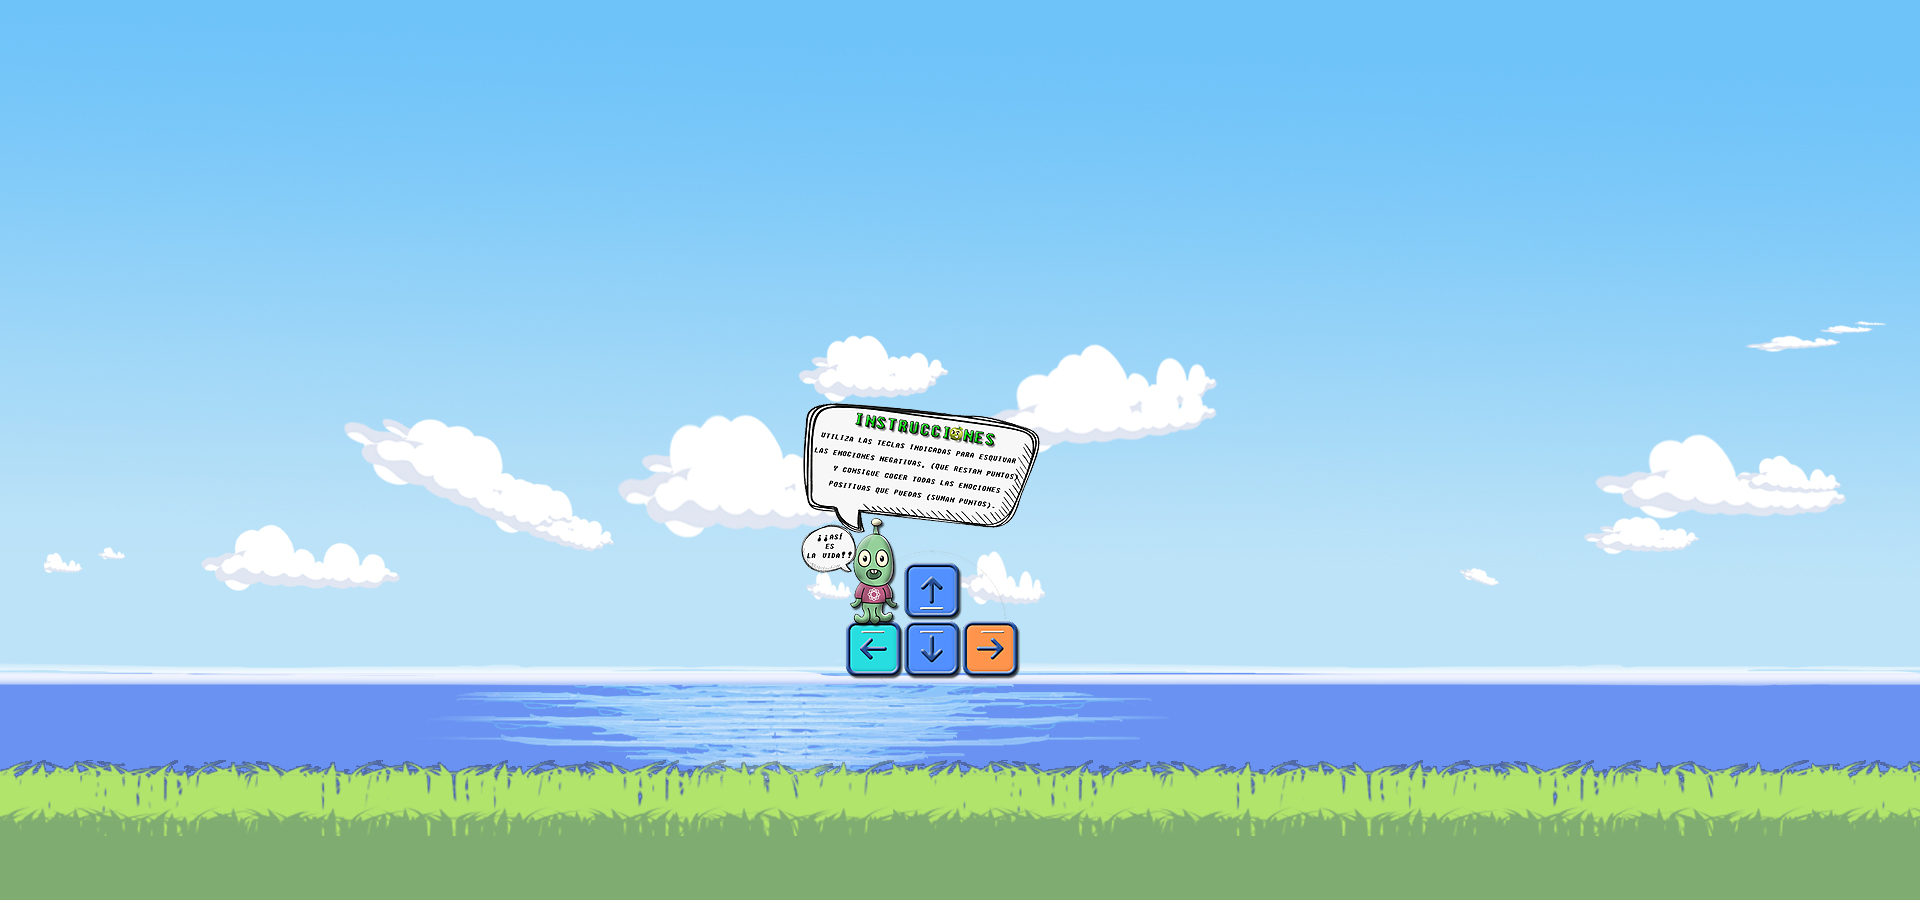 INSTRUCCIONES
UTILIZA LAS TECLAS INDICADAS PARA ESQUIVAR
LAS EMOCIONES NEGATIVAS, (QUE RESTAN PUNTOS)
Y CONSIGUE COGER TODAS LAS EMOCIONES
POSITIVAS QUE PUEDAS (SUMAN PUNTOS).
¡¡ASÍ
ES
LA VIDA!!